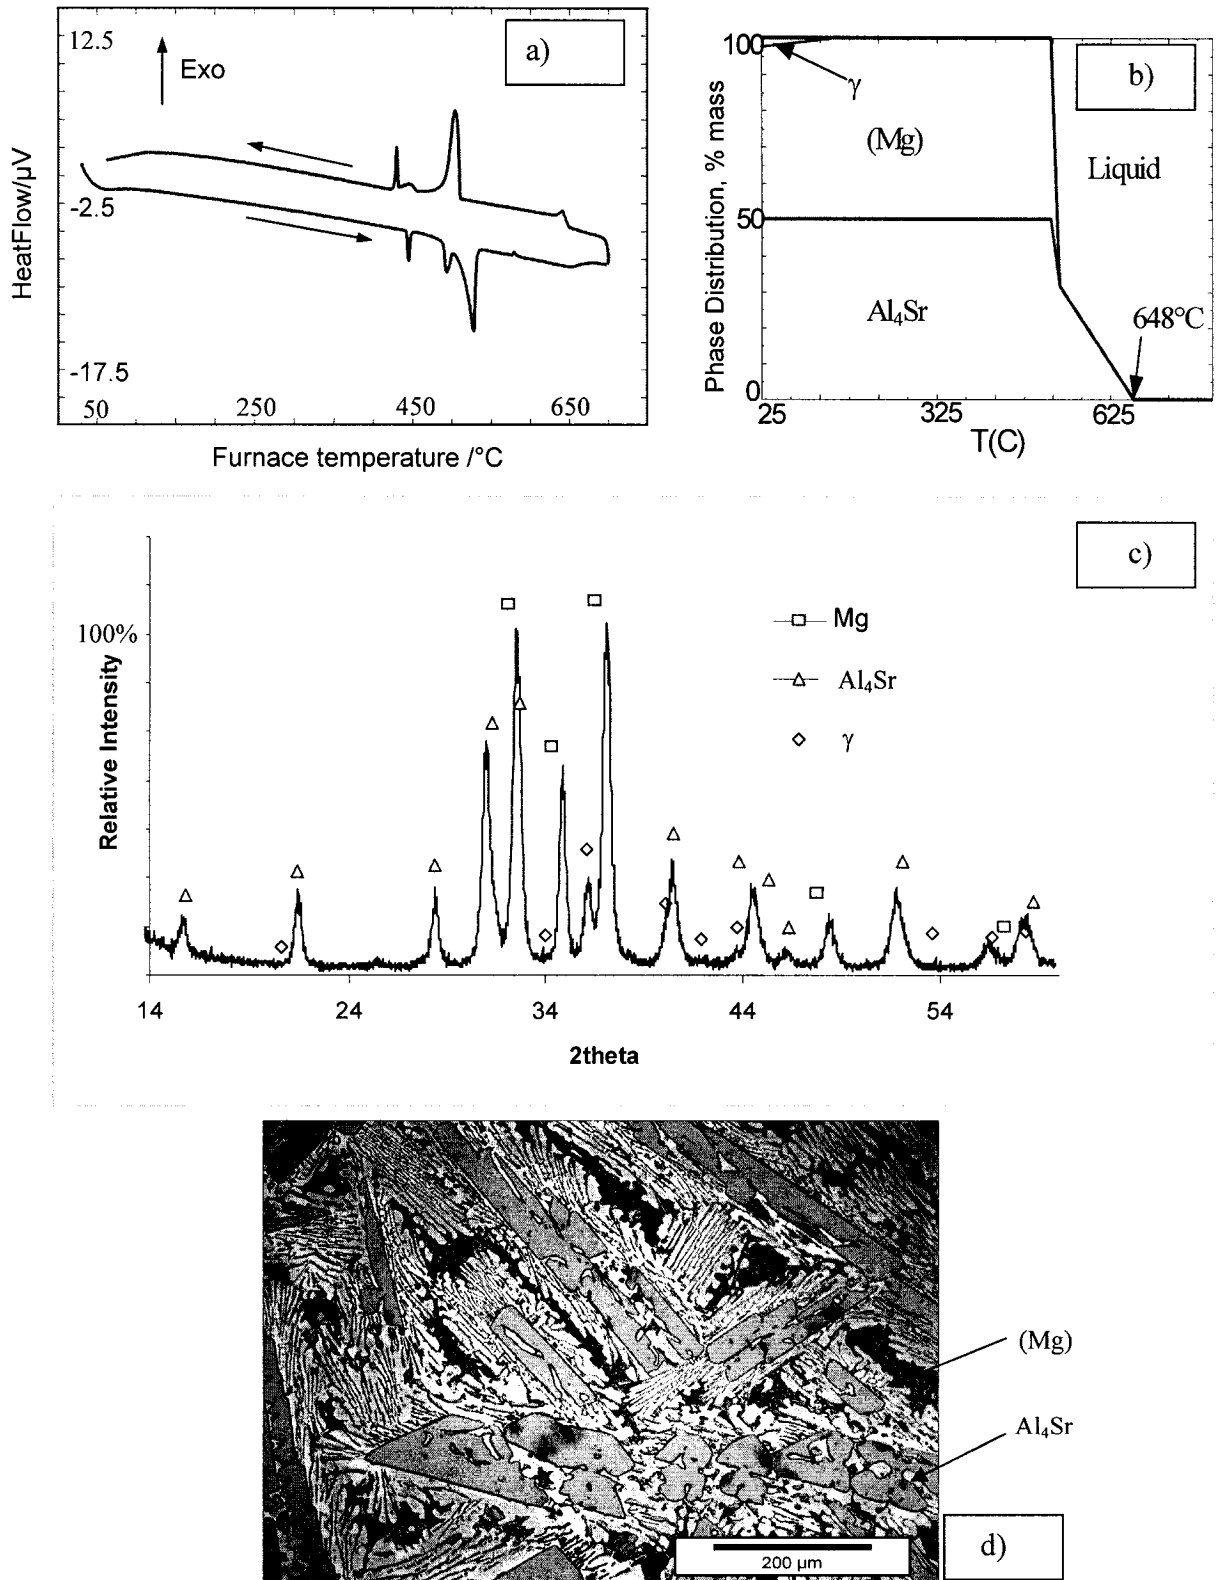 12.5
Exo
a)
HeatFlow/µV
-2.5
-17.5
50 250 450 650
Furnace temperature /°C
b)
Phase Distribution, % mass
100
γ
(Mg)
Liquid
50
Al₄Sr
648°C
0
25 325 625
T(C)
c)
100%
Relative Intensity
Mg
Al₄Sr
γ
14 24 34 44 54
2theta
(Mg)
Al₄Sr
200 µm
d)